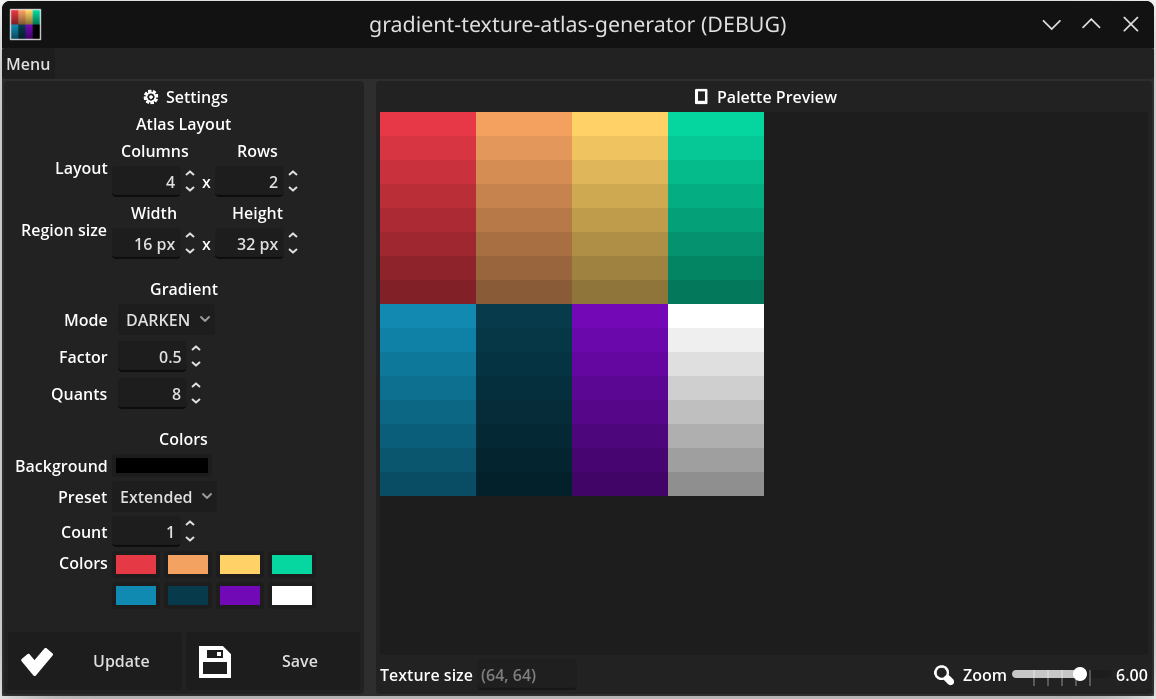 gradient-texture-atlas-generator (DEBUG)
Menu
Settings
Atlas Layout
Columns Rows
Layout 4 x 2
Width Height
Region size 16 px x 32 px
Gradient
Mode DARKEN
Factor 0.5
Quants 8
Colors
Background
Preset Extended
Count 1
Colors
Update Save
Palette Preview
Texture size (64, 64) Zoom 6.00